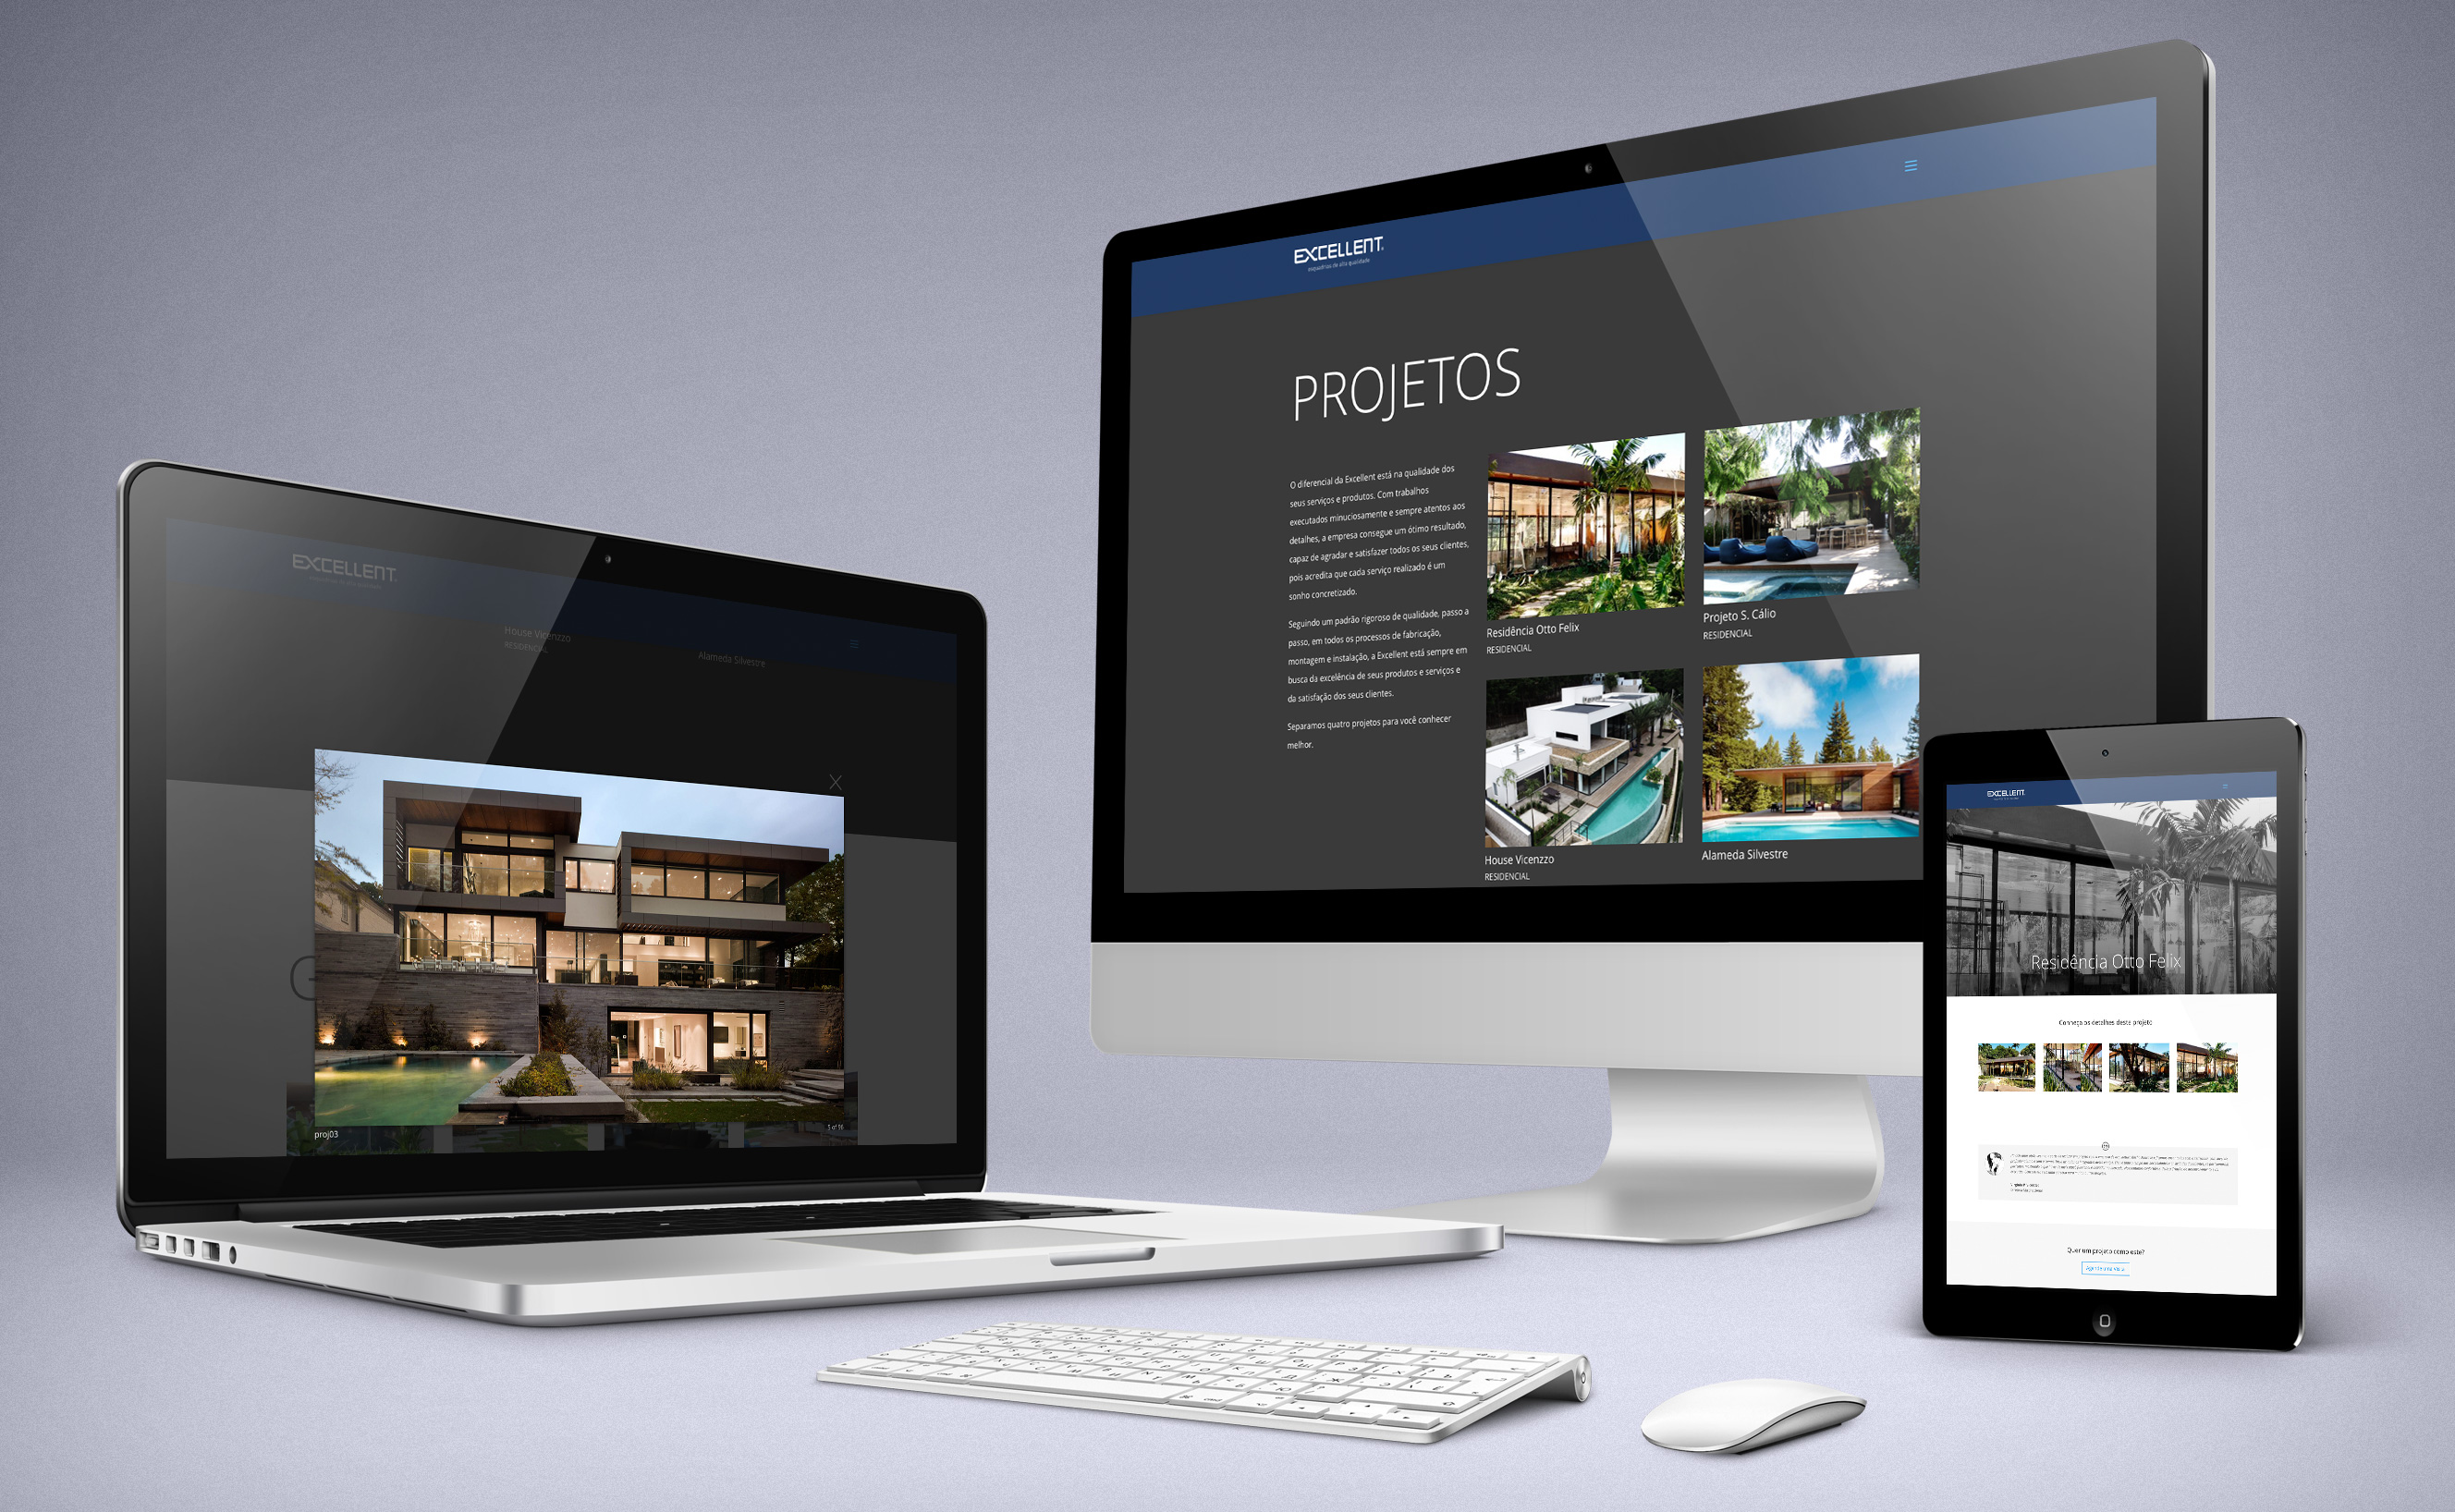 EXCELLENT
esquadrias de alta qualidade
PROJETOS
O diferencial da Excellent está na qualidade dos
seus serviços e produtos. Com trabalhos
executados minuciosamente e sempre atentos aos
detalhes, a empresa consegue um ótimo resultado,
capaz de agradar e satisfazer todos os seus clientes,
pois acredita que cada serviço realizado é um
sonho concretizado.
Seguindo um padrão rigoroso de qualidade, passo a
passo, em todos os processos de fabricação,
montagem e instalação, a Excellent está sempre em
busca da excelência de seus produtos e serviços e
da satisfação dos seus clientes.
Separamos quatro projetos para você conhecer
melhor.
Residência Otto Felix
RESIDENCIAL
Projeto S. Cálio
RESIDENCIAL
House Vicenzzo
RESIDENCIAL
Alameda Silvestre
EXCELLENT
House Vicenzzo
RESIDENCIAL
Alameda Silvestre
X
proj03
EXCELLENT
Residência Otto Felix
Conheça os detalhes deste projeto
Quer um projeto como este?